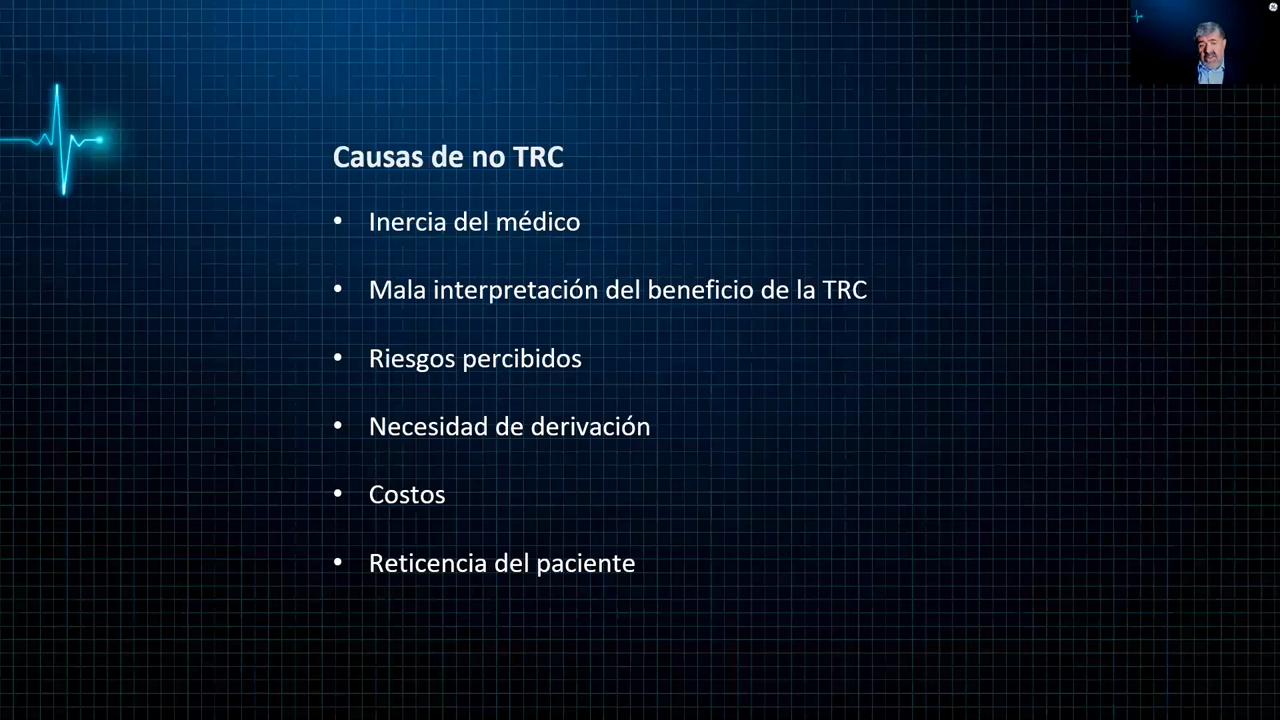 Causas de no TRC
• Inercia del médico
• Mala interpretación del beneficio de la TRC
• Riesgos percibidos
• Necesidad de derivación
• Costos
• Reticencia del paciente